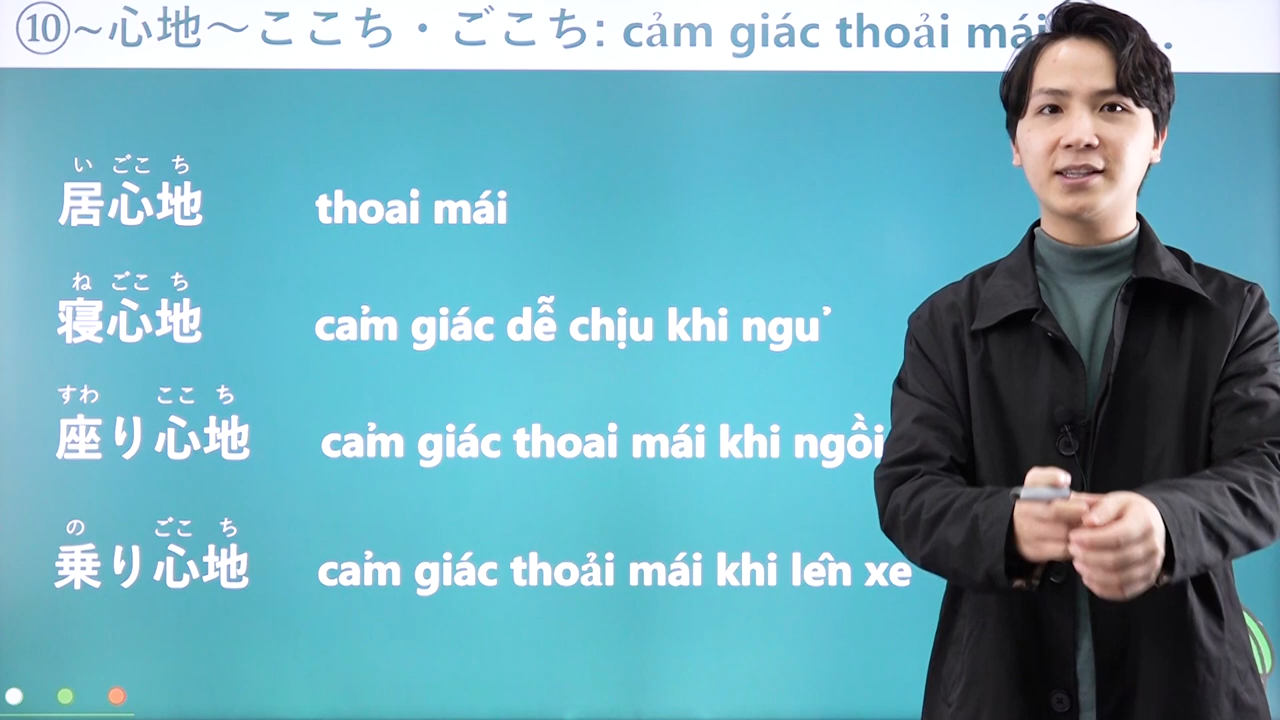 ⑩~心地～ここち・ごこち: cảm giác thoải mái
い ごこ ち
居心地 thoai mái
ね ごこ ち
寝心地 cảm giác dễ chịu khi ngủ
すわ ここ ち
座り心地 cảm giác thoai mái khi ngồi
の ごこ ち
乗り心地 cảm giác thoải mái khi lên xe